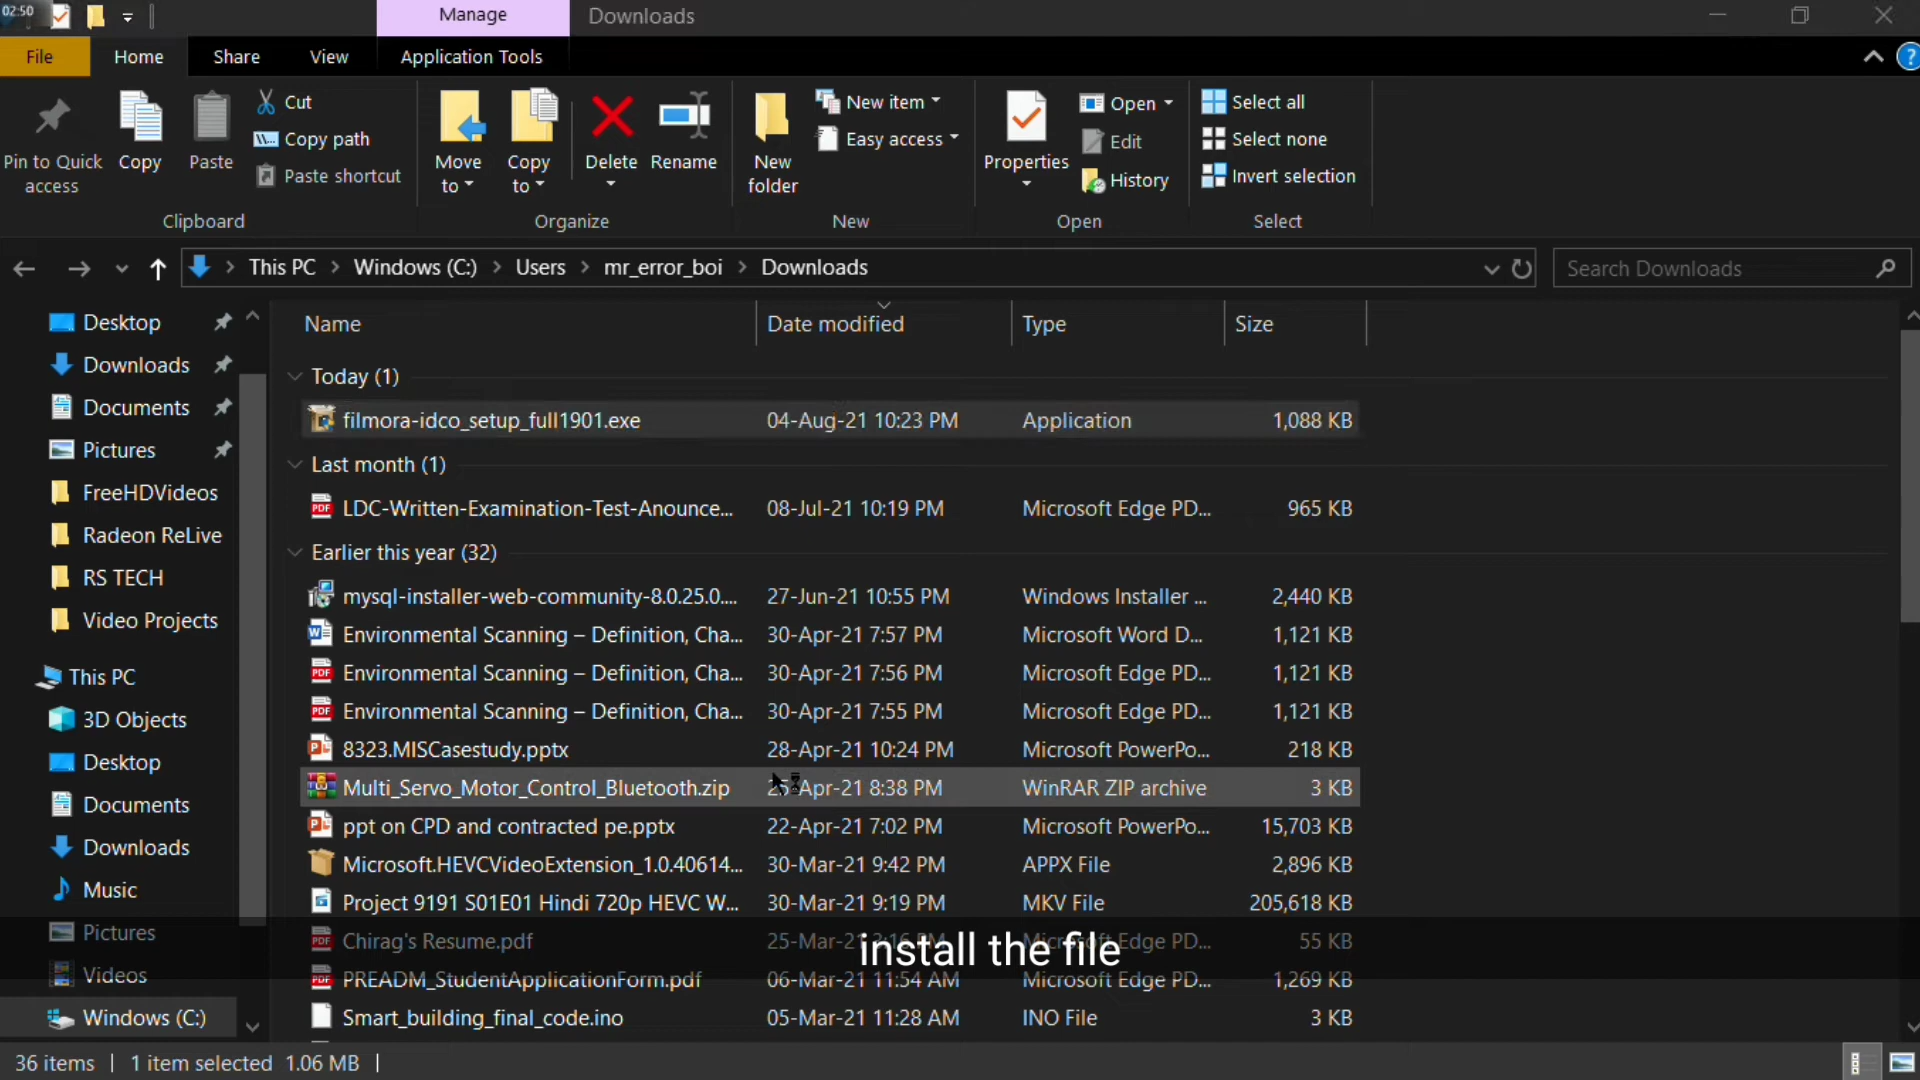 02:50
Manage
Downloads
File
Home
Share
View
Application Tools
Pin to Quick access
Copy
Paste
Cut
Copy path
Paste shortcut
Clipboard
Move to
Copy to
Delete
Rename
Organize
New folder
New item
Easy access
New
Properties
Open
Edit
History
Open
Select all
Select none
Invert selection
Select
This PC > Windows (C:) > Users > mr_error_boi > Downloads
Search Downloads
Desktop
Downloads
Documents
Pictures
FreeHDVideos
Radeon ReLive
RS TECH
Video Projects
This PC
3D Objects
Desktop
Documents
Downloads
Music
Pictures
Videos
Windows (C:)
Name Date modified Type Size
Today (1)
filmora-idco_setup_full1901.exe 04-Aug-21 10:23 PM Application 1,088 KB
Last month (1)
LDC-Written-Examination-Test-Anounce... 08-Jul-21 10:19 PM Microsoft Edge PD... 965 KB
Earlier this year (32)
mysql-installer-web-community-8.0.25.0.... 27-Jun-21 10:55 PM Windows Installer ... 2,440 KB
Environmental Scanning – Definition, Cha... 30-Apr-21 7:57 PM Microsoft Word D... 1,121 KB
Environmental Scanning – Definition, Cha... 30-Apr-21 7:56 PM Microsoft Edge PD... 1,121 KB
Environmental Scanning – Definition, Cha... 30-Apr-21 7:55 PM Microsoft Edge PD... 1,121 KB
8323.MISCasestudy.pptx 28-Apr-21 10:24 PM Microsoft PowerPo... 218 KB
Multi_Servo_Motor_Control_Bluetooth.zip Apr-21 8:38 PM WinRAR ZIP archive 3 KB
ppt on CPD and contracted pe.pptx 22-Apr-21 7:02 PM Microsoft PowerPo... 15,703 KB
Microsoft.HEVCVideoExtension_1.0.40614... 30-Mar-21 9:42 PM APPX File 2,896 KB
Project 9191 S01E01 Hindi 720p HEVC W... 30-Mar-21 9:19 PM MKV File 205,618 KB
Chirag's Resume.pdf 25-Mar-21 Microsoft Edge PD... 55 KB
install the file
PREADM_StudentApplicationForm.pdf 06-Mar-21 11:54 AM Microsoft Edge PD... 1,269 KB
Smart_building_final_code.ino 05-Mar-21 11:28 AM INO File 3 KB
36 items 1 item selected 1.06 MB